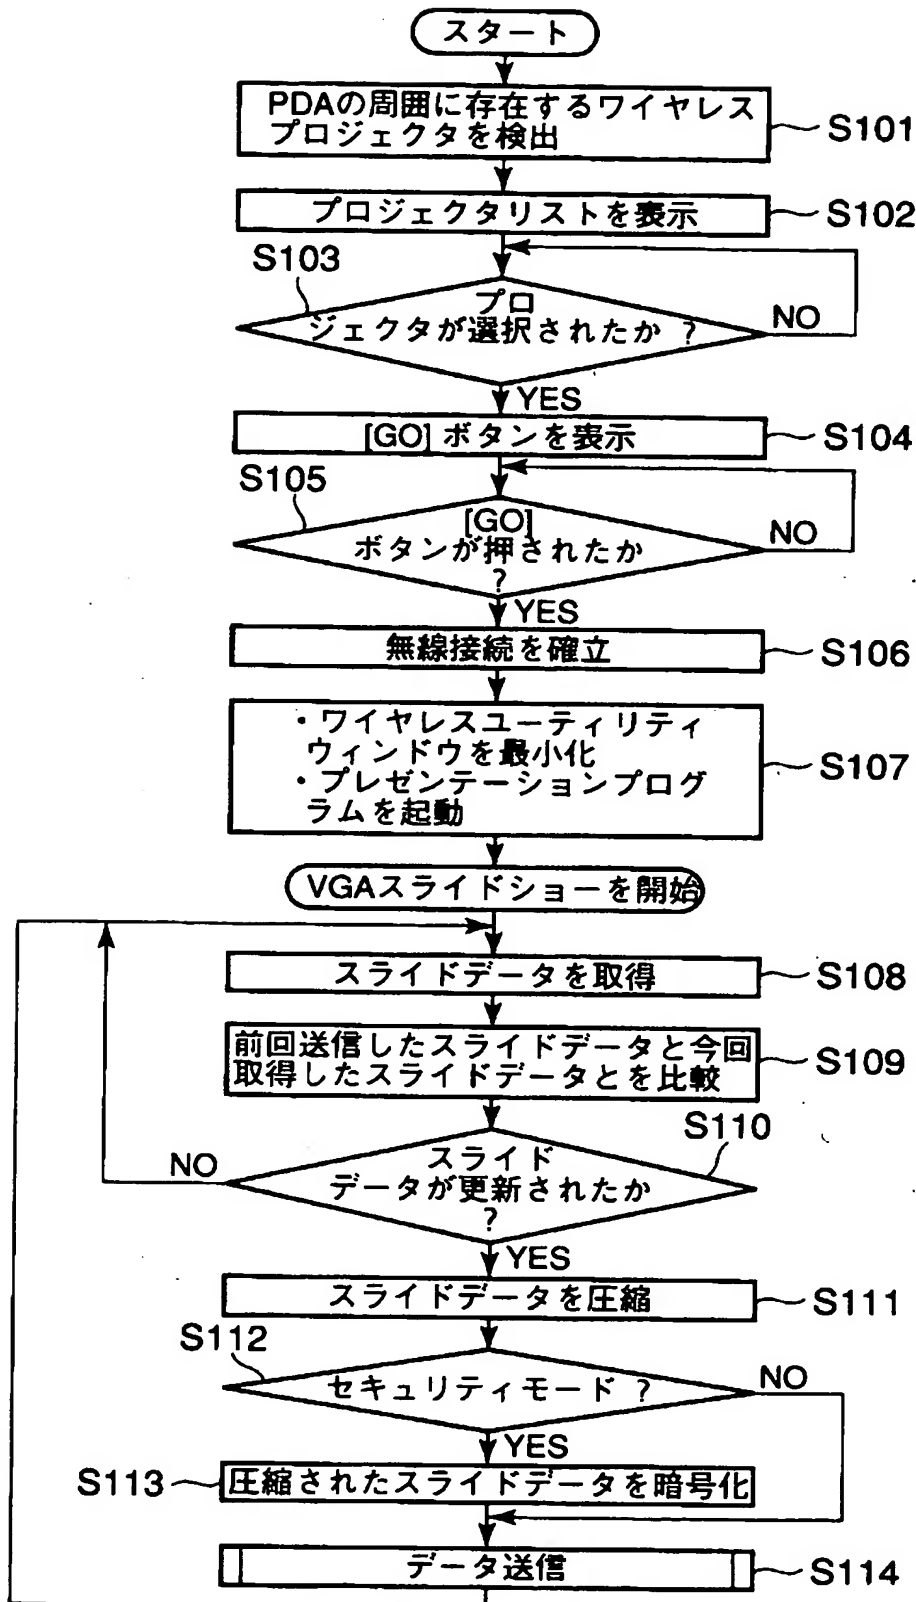 スタート
PDAの周囲に存在するワイヤレス
プロジェクタを検出
S101
プロジェクタリストを表示
S102
S103
プロ
ジェクタが選択されたか ?
NO
YES
[GO] ボタンを表示
S104
S105
[GO]
ボタンが押されたか
?
NO
YES
無線接続を確立
S106
・ワイヤレスユーティリティ
ウィンドウを最小化
・プレゼンテーションプログ
ラムを起動
S107
VGAスライドショーを開始
スライドデータを取得
S108
前回送信したスライドデータと今回
取得したスライドデータとを比較
S109
S110
スライド
データが更新されたか
?
NO
YES
スライドデータを圧縮
S111
S112
セキュリティモード ?
NO
YES
S113
圧縮されたスライドデータを暗号化
データ送信
S114